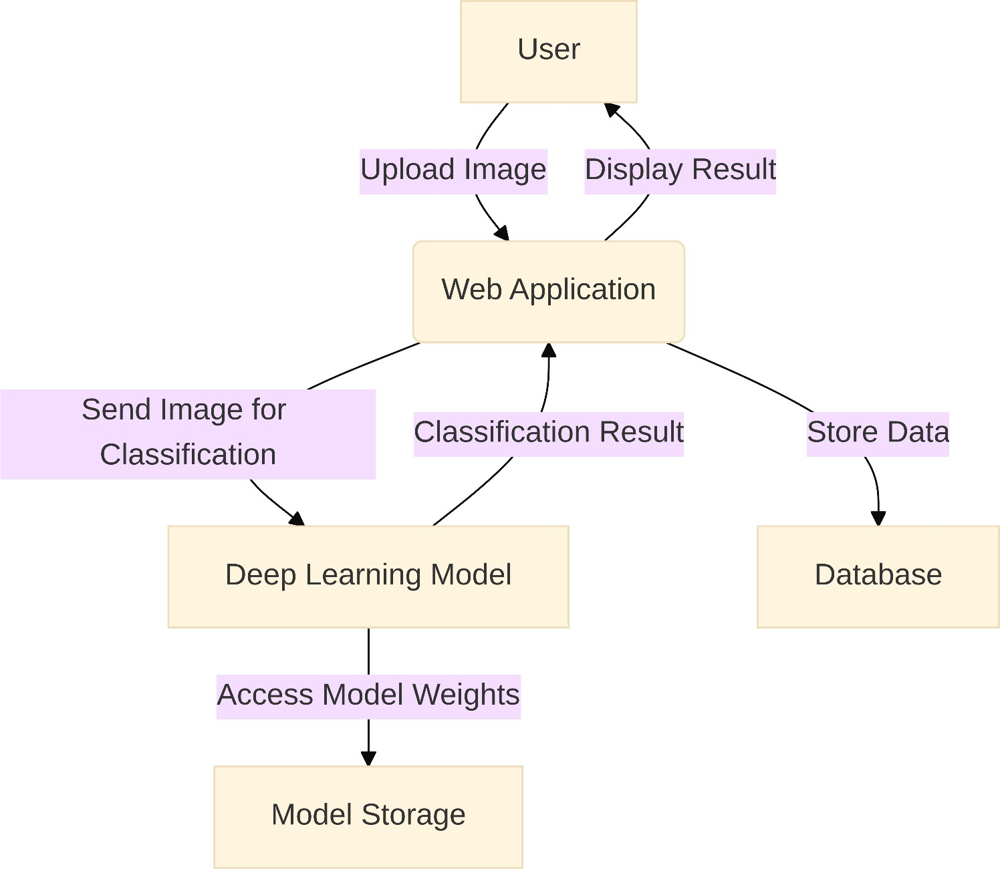 User
Upload Image
Display Result
Web Application
Send Image for
Classification
Classification Result
Store Data
Deep Learning Model
Database
Access Model Weights
Model Storage